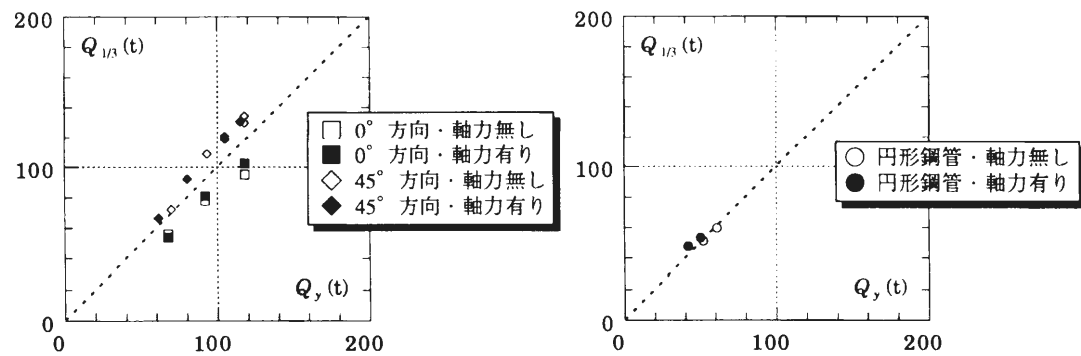 200
Q1/3(t)
□ 0° 方向・軸力無し
■ 0° 方向・軸力有り
◇ 45° 方向・軸力無し
◆ 45° 方向・軸力有り
100
Qy(t)
0
0 100 200
200
Q1/3(t)
○ 円形鋼管・軸力無し
● 円形鋼管・軸力有り
100
Qy(t)
0
0 100 200